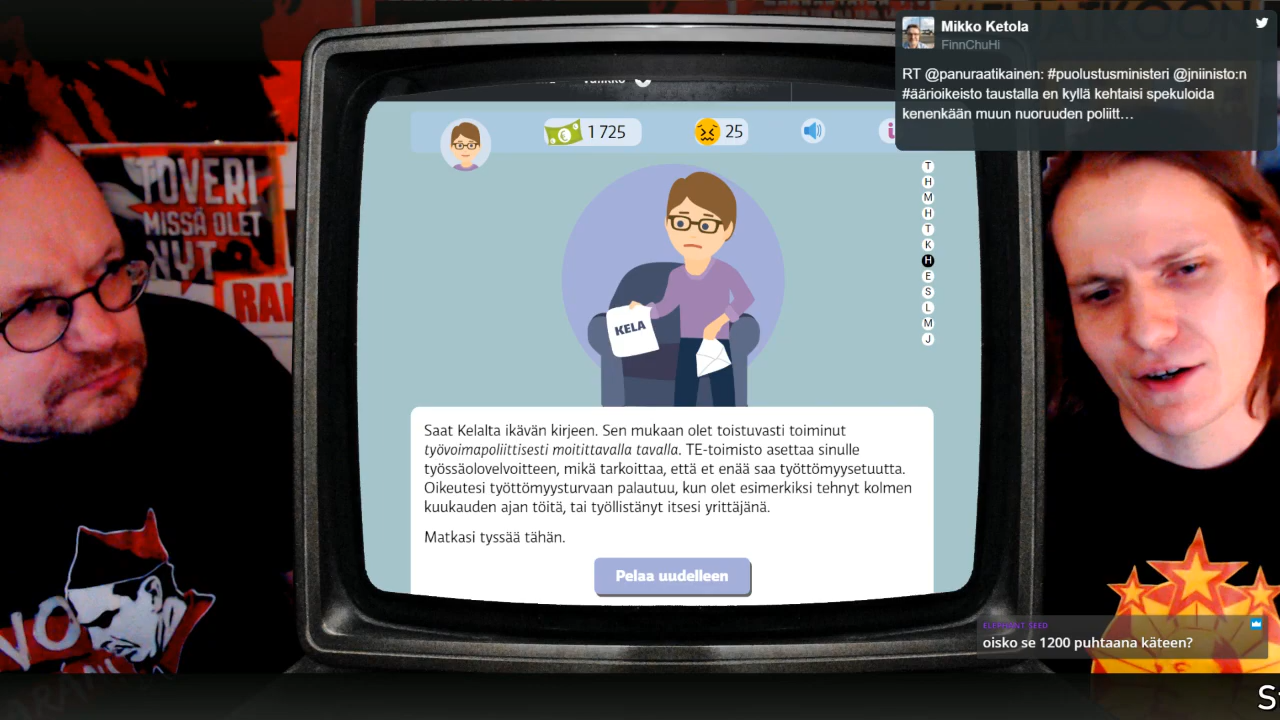 Mikko Ketola
FinnChuHi
RT @panuraatikainen: #puolustusministeri @jniinisto:n
#äärioikeisto taustalla en kyllä kehtaisi spekuloida
kenenkään muun nuoruuden poliitt…
Valikko
1 725
25
T
H
M
H
T
K
H
E
S
L
M
J
TOVERI
MISSÄ OLET
NYT
KELA
Saat Kelalta ikävän kirjeen. Sen mukaan olet toistuvasti toiminut
työvoimapoliittisesti moitittavalla tavalla. TE-toimisto asettaa sinulle
työssäolovelvoitteen, mikä tarkoittaa, että et enää saa työttömyysetuutta.
Oikeutesi työttömyysturvaan palautuu, kun olet esimerkiksi tehnyt kolmen
kuukauden ajan töitä, tai työllistänyt itsesi yrittäjänä.
Matkasi tyssää tähän.
Pelaa uudelleen
ELEPHANT_SEED
oisko se 1200 puhtaana käteen?